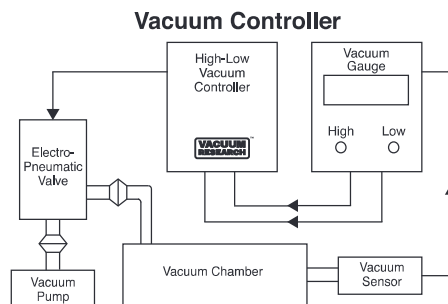 Vacuum Controller
High-Low
Vacuum
Controller
VACUUM
RESEARCH
™
Vacuum
Gauge
High
Low
Electro-
Pneumatic
Valve
Vacuum Chamber
Vacuum
Sensor
Vacuum
Pump